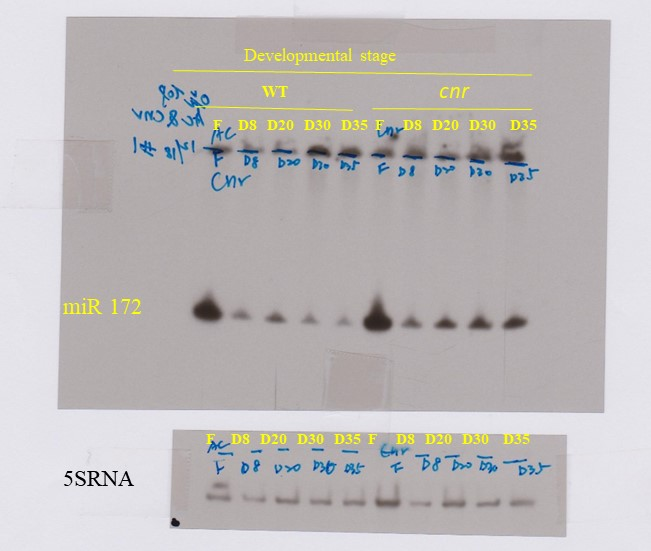 Developmental stage
WT cnr
F D8 D20 D30 D35 F D8 D20 D30 D35
AC Cnr
F D8 D20 D30 D35 F D8 D20 D30 D35
Cnr
miR 172
F D8 D20 D30 D35 F D8 D20 D30 D35
AC Cnr
F D8 D20 D30 D35 F D8 D20 D30 D35
5SRNA